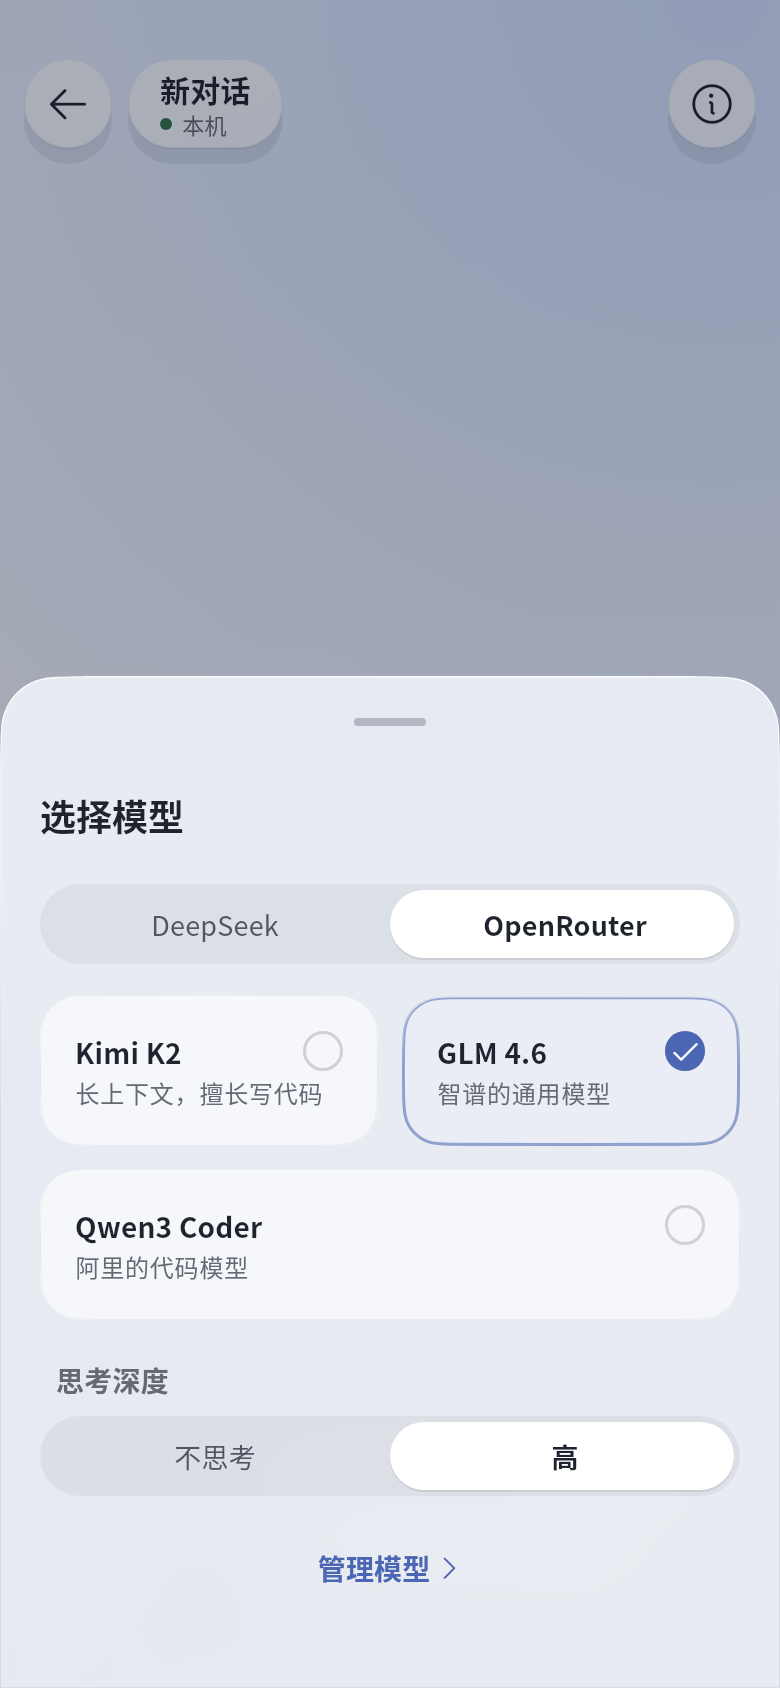 新对话
本机
选择模型
DeepSeek
OpenRouter
Kimi K2
长上下文，擅长写代码
GLM 4.6
智谱的通用模型
Qwen3 Coder
阿里的代码模型
思考深度
不思考
高
管理模型